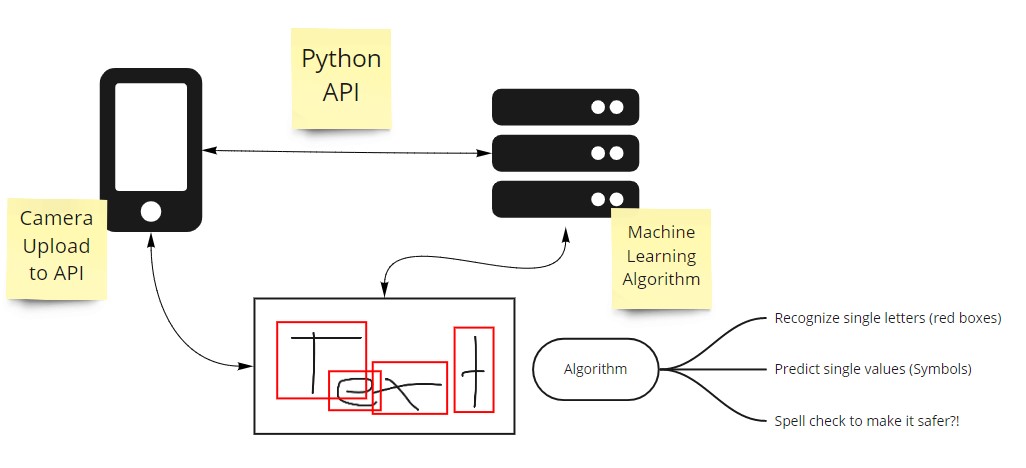 Python
API
Camera
Upload
to API
Machine
Learning
Algorithm
Text
Algorithm
Recognize single letters (red boxes)
Predict single values (Symbols)
Spell check to make it safer?!